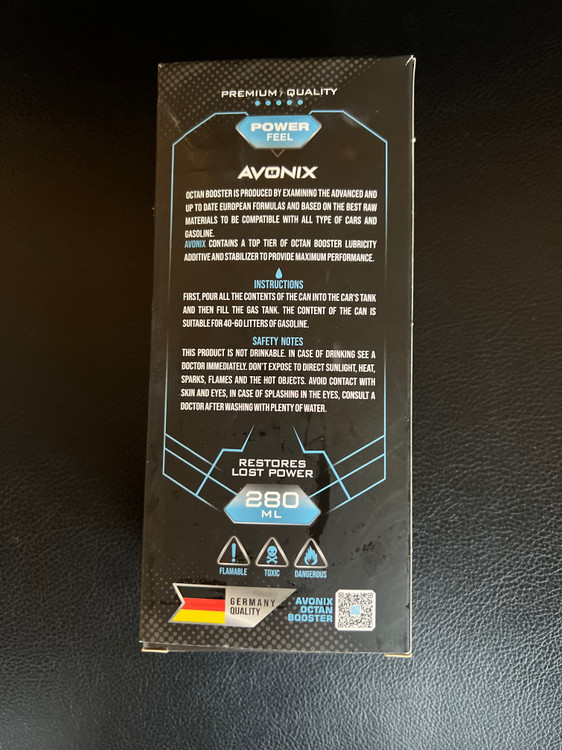 PREMIUM QUALITY
POWER
FEEL
AVONIX
OCTAN BOOSTER IS PRODUCED BY EXAMINING THE ADVANCED AND
UP TO DATE EUROPEAN FORMULAS AND BASED ON THE BEST RAW
MATERIALS TO BE COMPATIBLE WITH ALL TYPE OF CARS AND
GASOLINE.
AVONIX CONTAINS A TOP TIER OF OCTAN BOOSTER LUBRICITY
ADDITIVE AND STABILIZER TO PROVIDE MAXIMUM PERFORMANCE.
INSTRUCTIONS
FIRST, POUR ALL THE CONTENTS OF THE CAN INTO THE CAR'S TANK
AND THEN FILL THE GAS TANK. THE CONTENT OF THE CAN IS
SUITABLE FOR 40-60 LITTERS OF GASOLINE.
SAFETY NOTES
THIS PRODUCT IS NOT DRINKABLE. IN CASE OF DRINKING SEE A
DOCTOR IMMEDIATELY. DON'T EXPOSE TO DIRECT SUNLIGHT, HEAT,
SPARKS, FLAMES AND THE HOT OBJECTS. AVOID CONTACT WITH
SKIN AND EYES, IN CASE OF SPLASHING IN THE EYES, CONSULT A
DOCTOR AFTER WASHING WITH PLENTY OF WATER.
RESTORES
LOST POWER
280
ML
FLAMABLE TOXIC DANGEROUS
GERMANY
QUALITY
AVONIX
OCTAN
BOOSTER